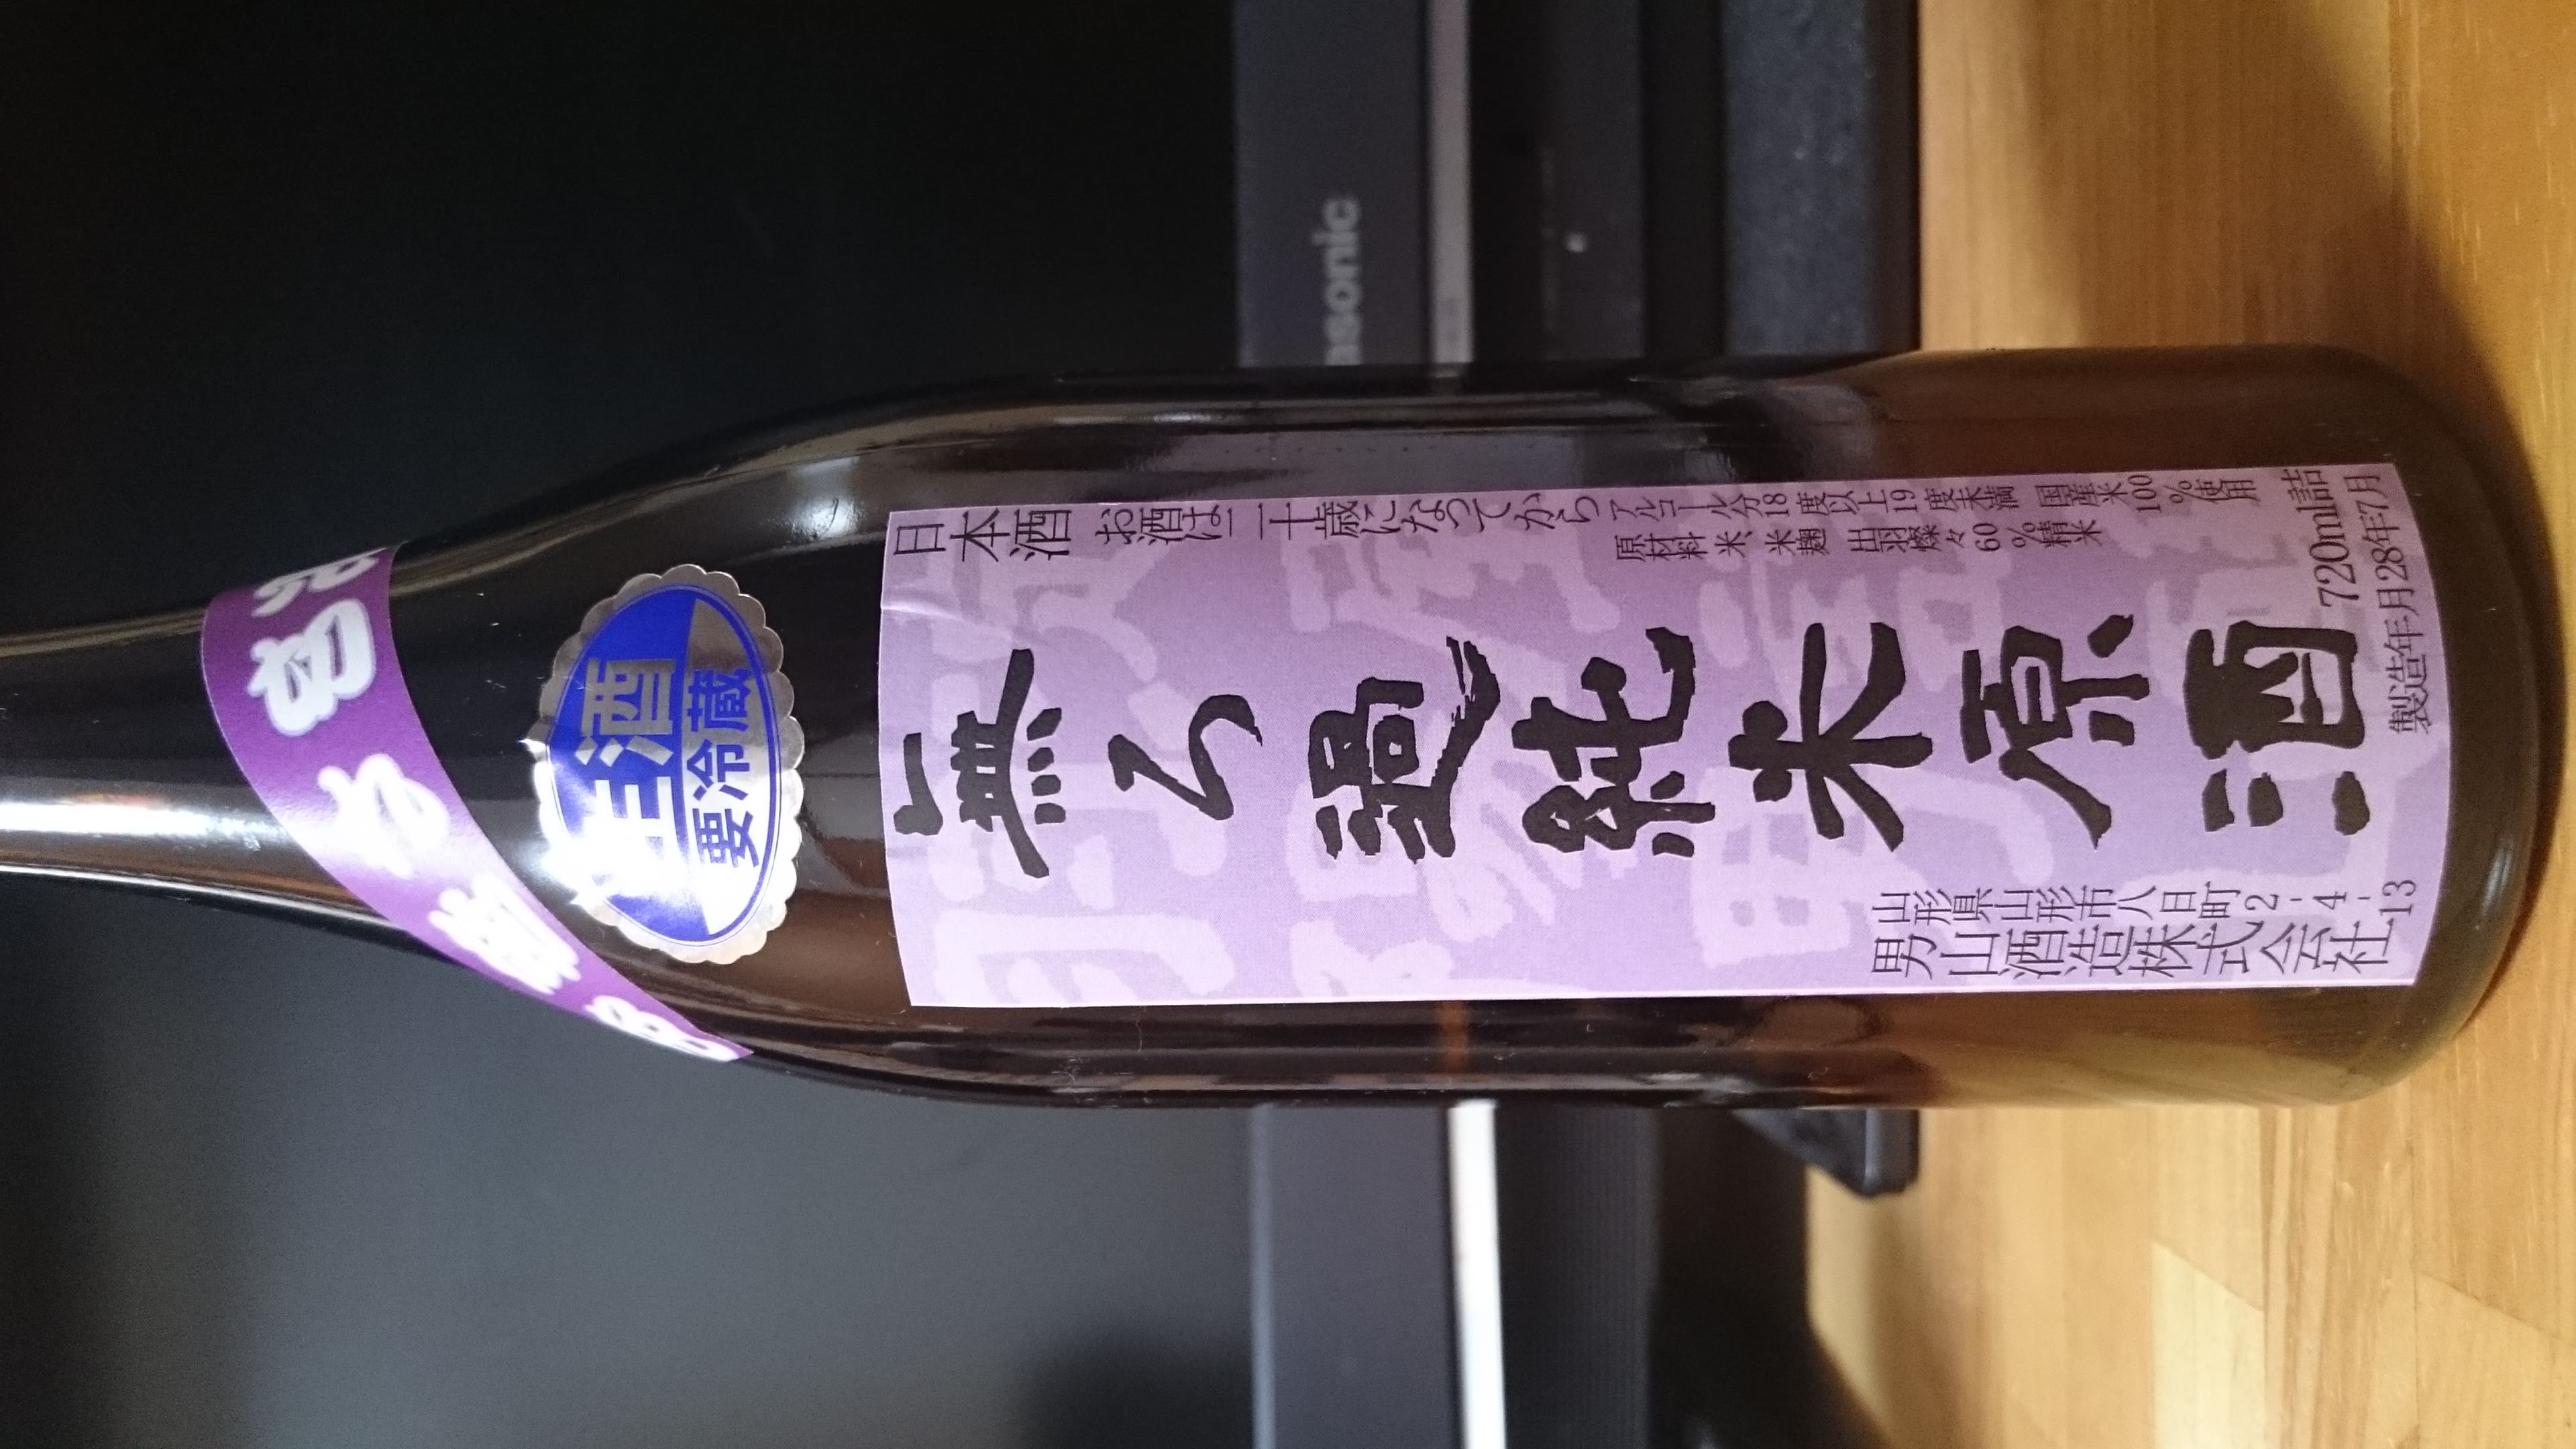 生酒
要冷蔵
日本酒 お酒は二十歳になってから
アルコール分18度以上19度未満 国産米100%使用
原材料 米、米麹 出羽燦々60%精米
720ml詰
製造年月28年7月
無ろ過純米原酒
山形県山形市八日町2-4-13
男山酒造株式会社
asonic